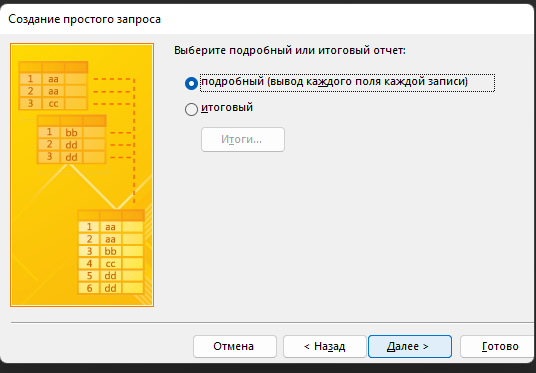 Создание простого запроса
Выберите подробный или итоговый отчет:
подробный (вывод каждого поля каждой записи)
итоговый
Итоги...
1 aa
2 aa
3 cc
1 bb
2 dd
3 dd
1 aa
2 aa
3 bb
4 cc
5 dd
6 dd
Отмена
< Назад
Далее >
Готово